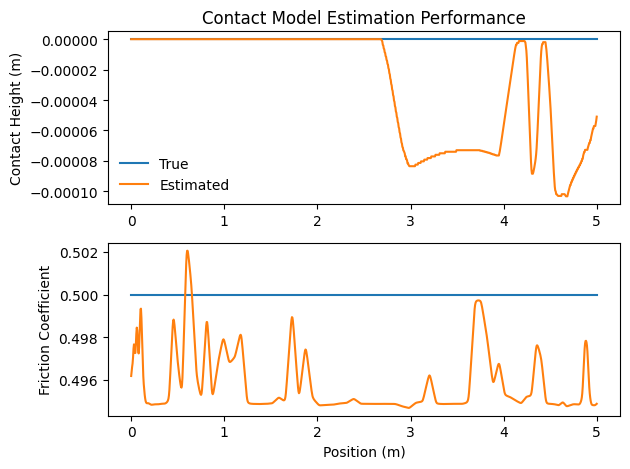 Contact Model Estimation Performance
Contact Height (m)
0.00000
−0.00002
−0.00004
−0.00006
−0.00008
−0.00010
True
Estimated
0 1 2 3 4 5
Friction Coefficient
0.502
0.500
0.498
0.496
0 1 2 3 4 5
Position (m)